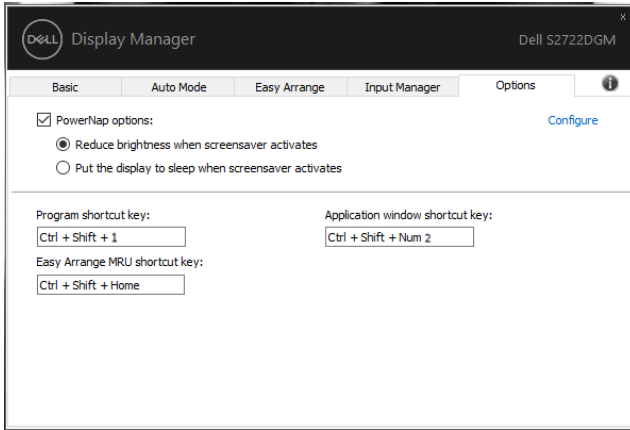 DELL Display Manager
Dell S2722DGM
x
Basic
Auto Mode
Easy Arrange
Input Manager
Options
i
PowerNap options:
Configure
Reduce brightness when screensaver activates
Put the display to sleep when screensaver activates
Program shortcut key:
Application window shortcut key:
Ctrl + Shift + 1
Ctrl + Shift + Num 2
Easy Arrange MRU shortcut key:
Ctrl + Shift + Home